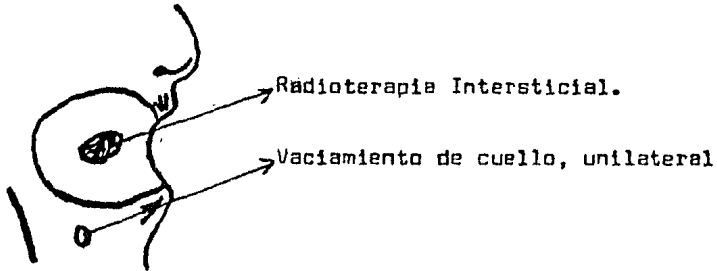 Radioterapia Intersticial.
Vaciamiento de cuello, unilateral